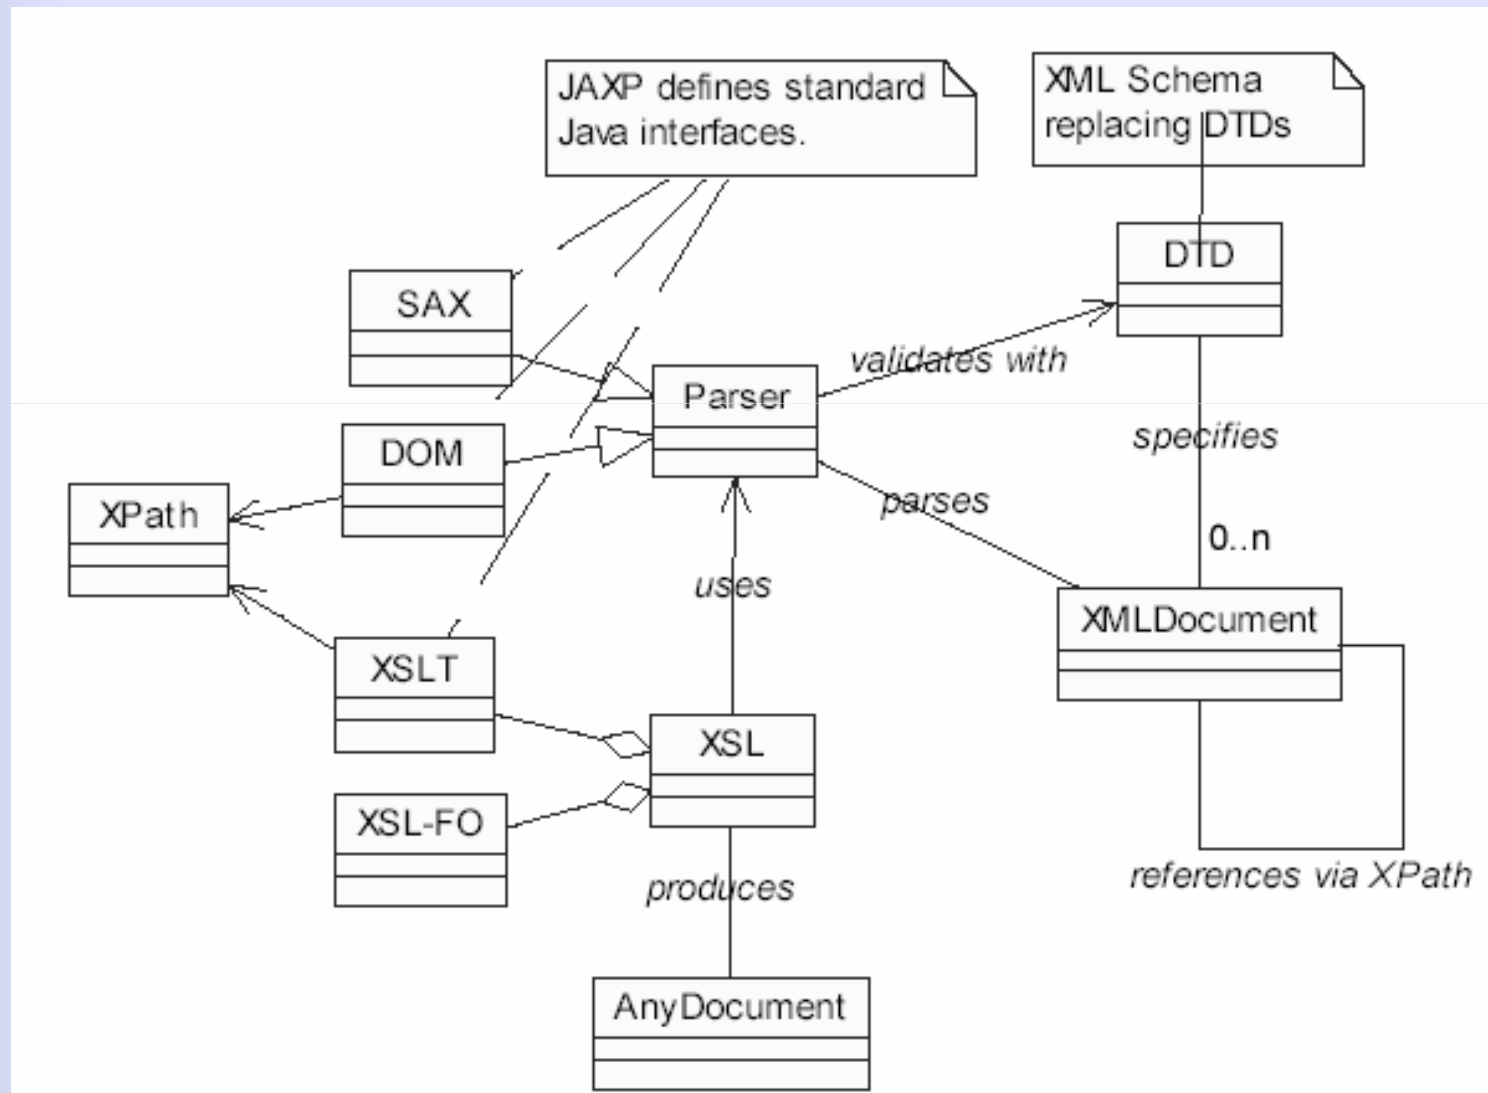 JAXP defines standard
Java interfaces.
XML Schema
replacing DTDs
DTD
SAX
validates with
Parser
specifies
DOM
XPath
parses
0..n
uses
XMLDocument
XSLT
XSL
XSL-FO
references via XPath
produces
AnyDocument